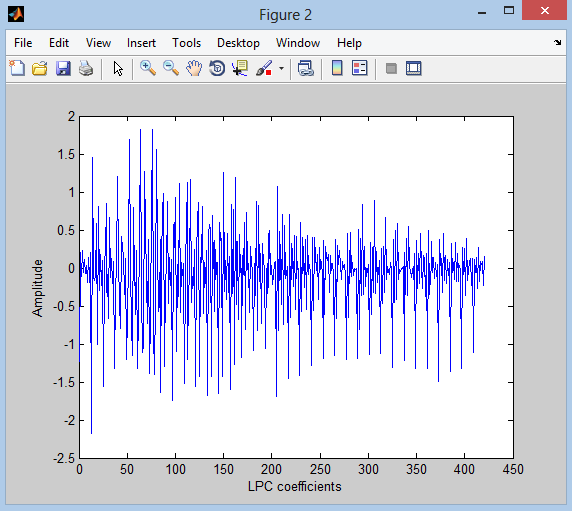 Figure 2
File Edit View Insert Tools Desktop Window Help
2
1.5
1
0.5
0
-0.5
-1
-1.5
-2
-2.5
Amplitude
0 50 100 150 200 250 300 350 400 450
LPC coefficients